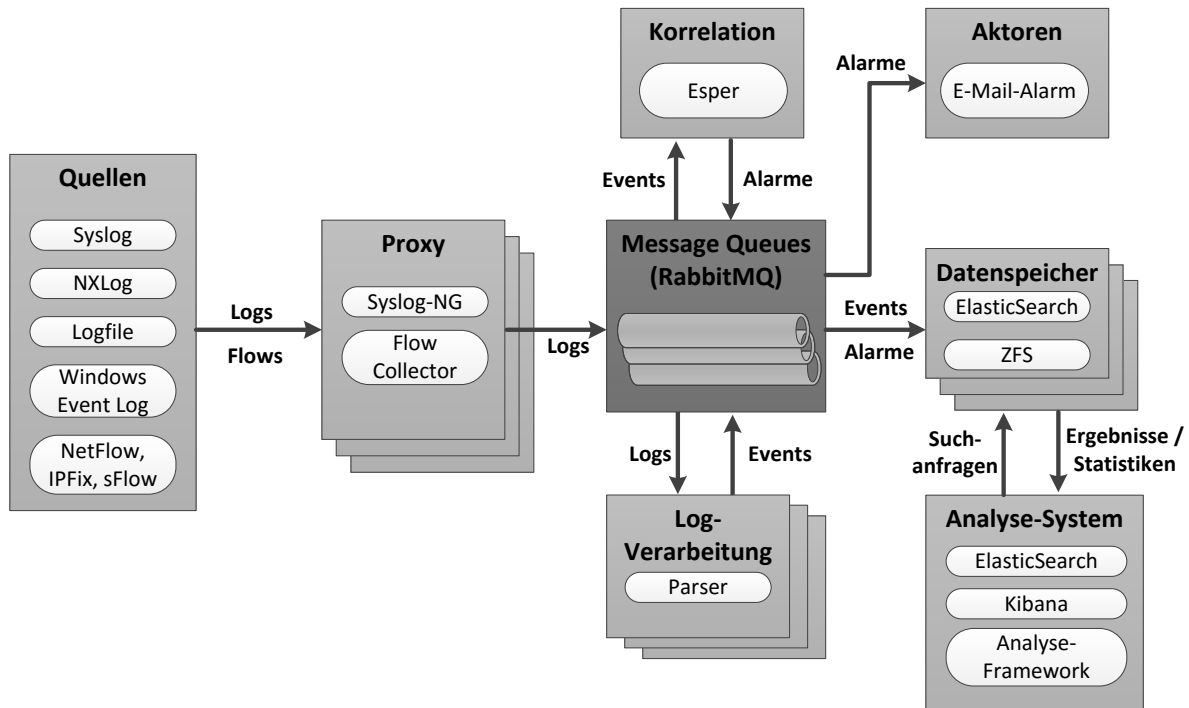 Quellen
Syslog
NXLog
Logfile
Windows
Event Log
NetFlow,
IPFix, sFlow
Logs
Flows
Proxy
Syslog-NG
Flow
Collector
Logs
Korrelation
Esper
Events
Alarme
Message Queues
(RabbitMQ)
Logs
Events
Log-
Verarbeitung
Parser
Alarme
Aktoren
E-Mail-Alarm
Events
Alarme
Datenspeicher
ElasticSearch
ZFS
Such-
anfragen
Ergebnisse /
Statistiken
Analyse-System
ElasticSearch
Kibana
Analyse-
Framework